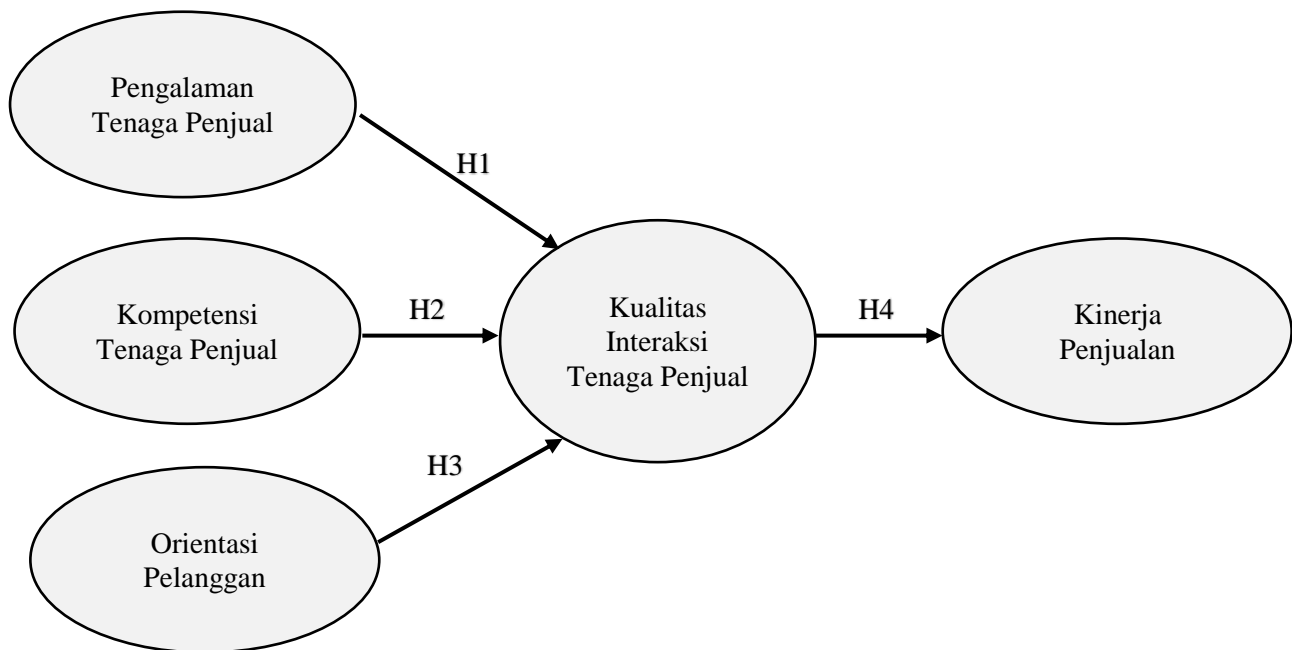 Pengalaman
Tenaga Penjual
H1
Kompetensi
Tenaga Penjual
H2
Kualitas
Interaksi
Tenaga Penjual
H4
Kinerja
Penjualan
H3
Orientasi
Pelanggan